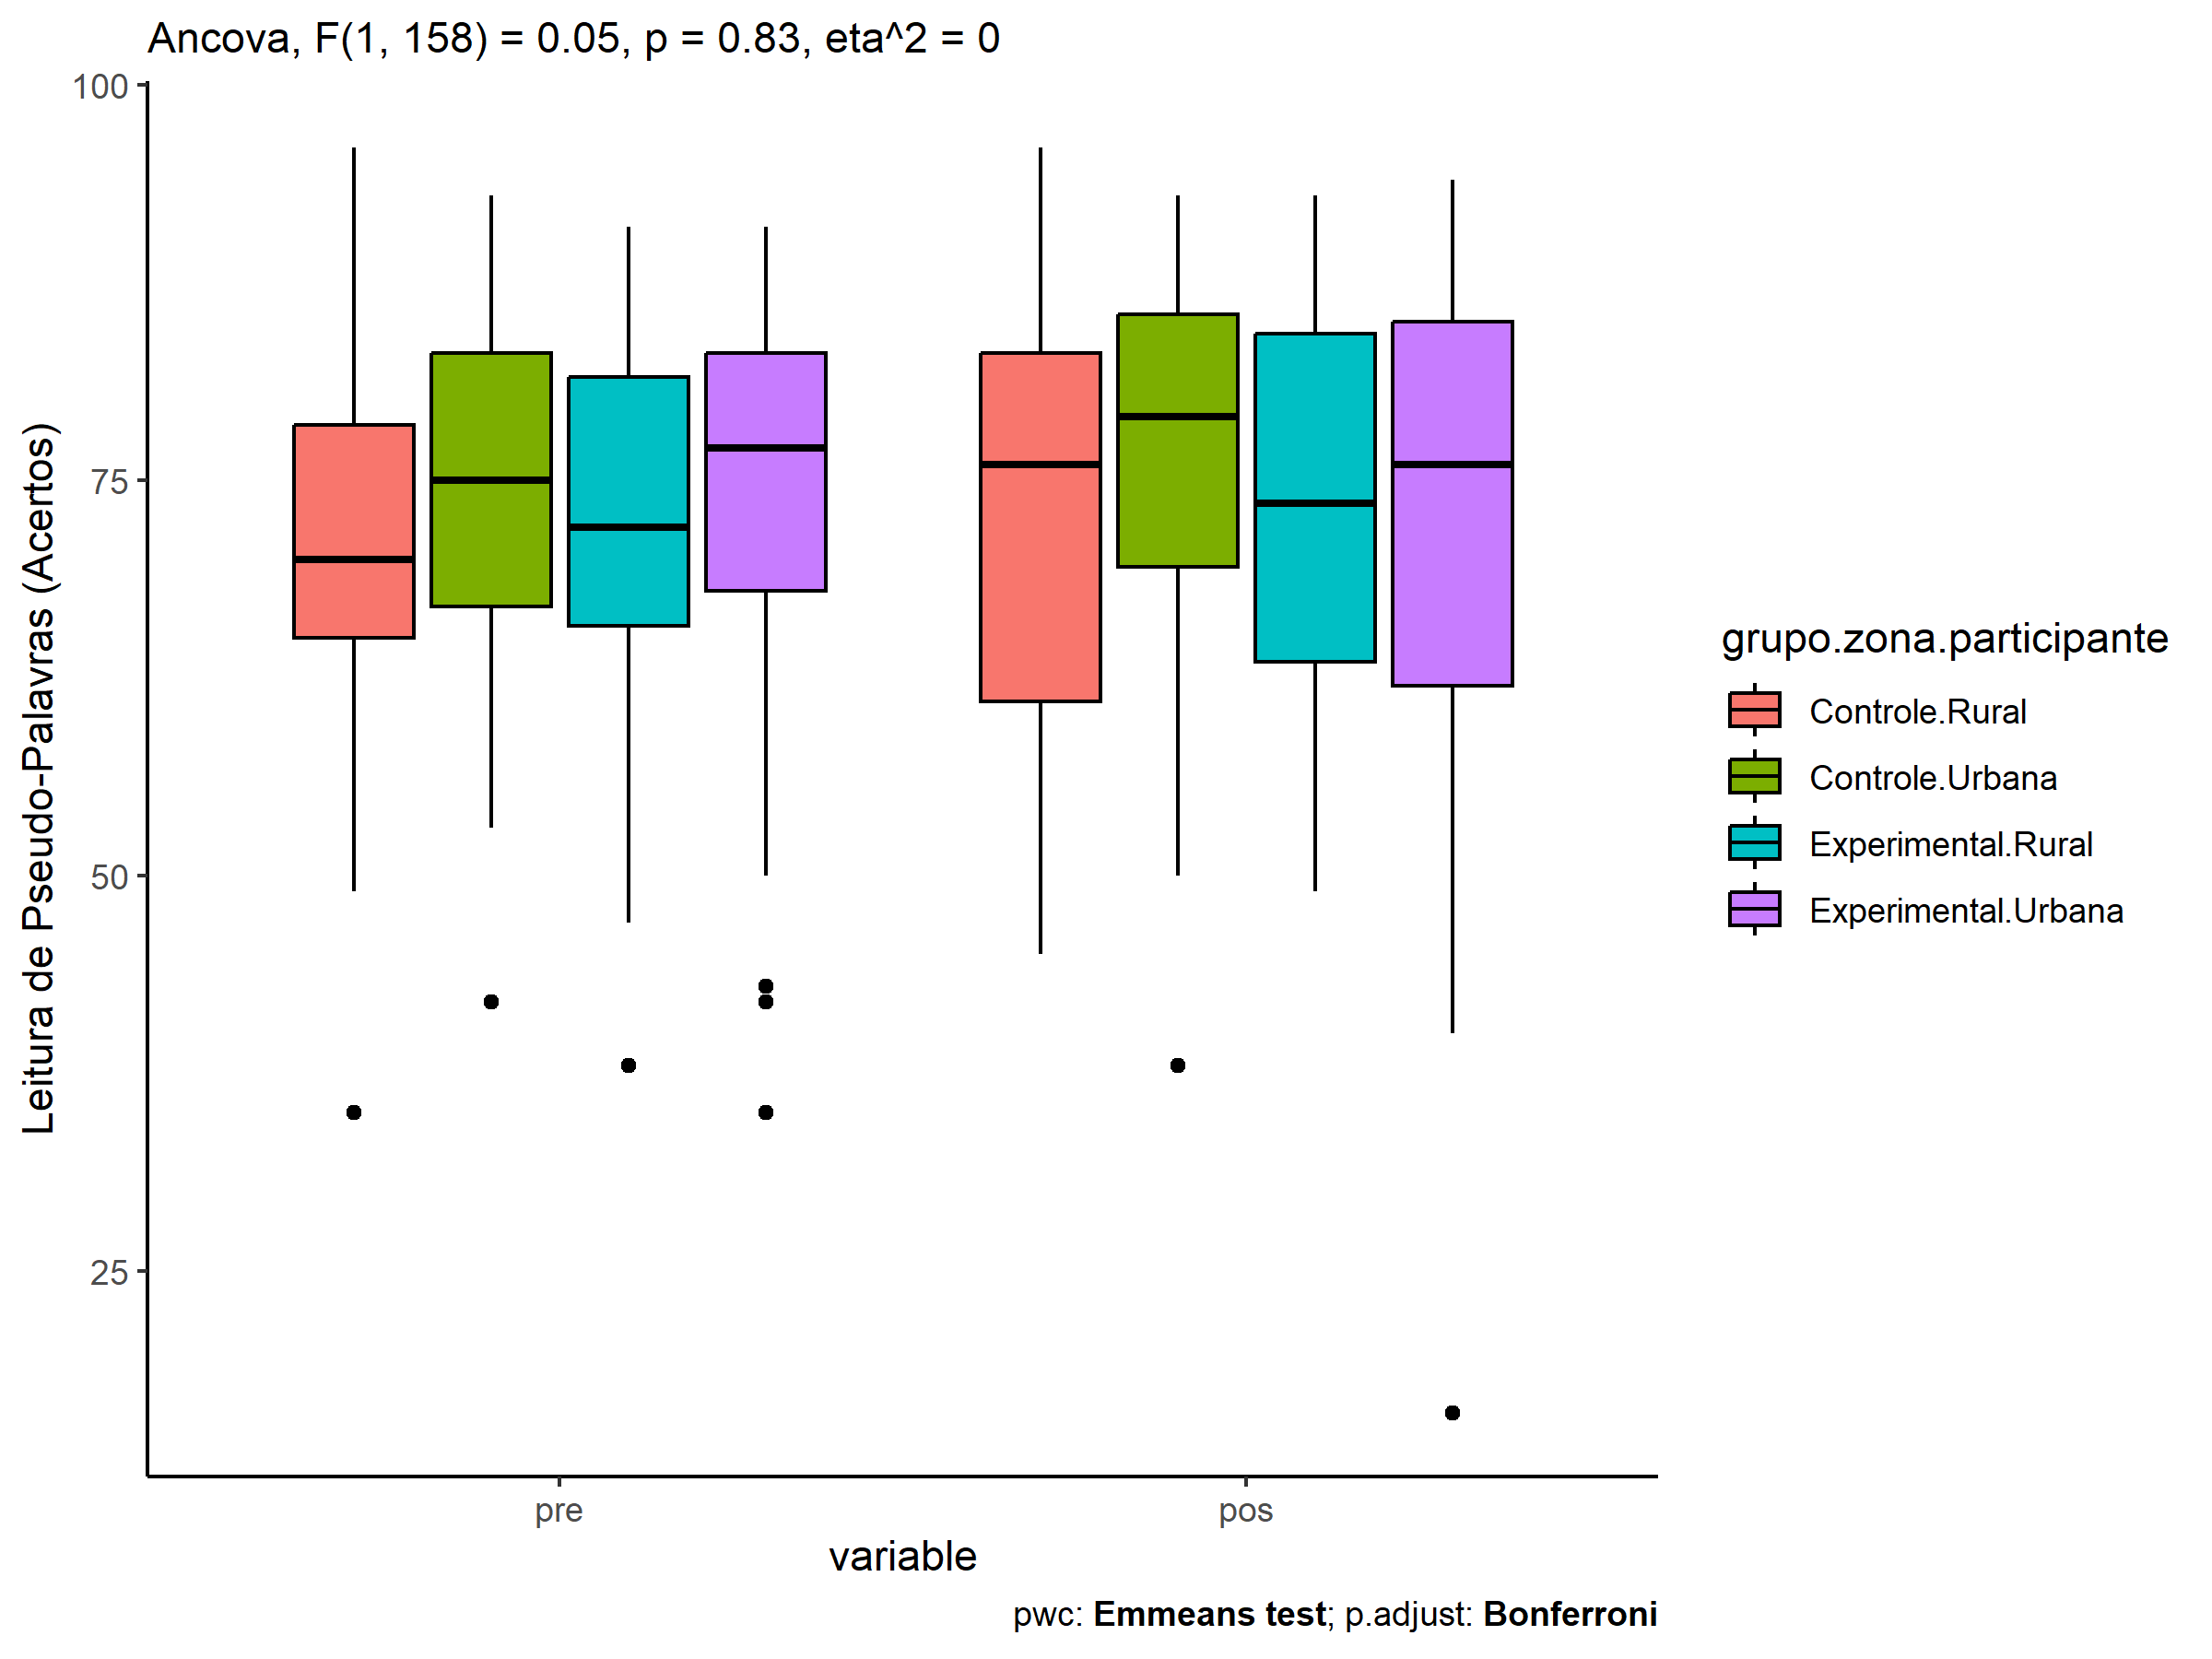 Ancova, F(1, 158) = 0.05, p = 0.83, eta^2 = 0
Leitura de Pseudo-Palavras (Acertos)
100
75
50
25
pre
pos
variable
grupo.zona.participante
Controle.Rural
Controle.Urbana
Experimental.Rural
Experimental.Urbana
pwc: Emmeans test; p.adjust: Bonferroni